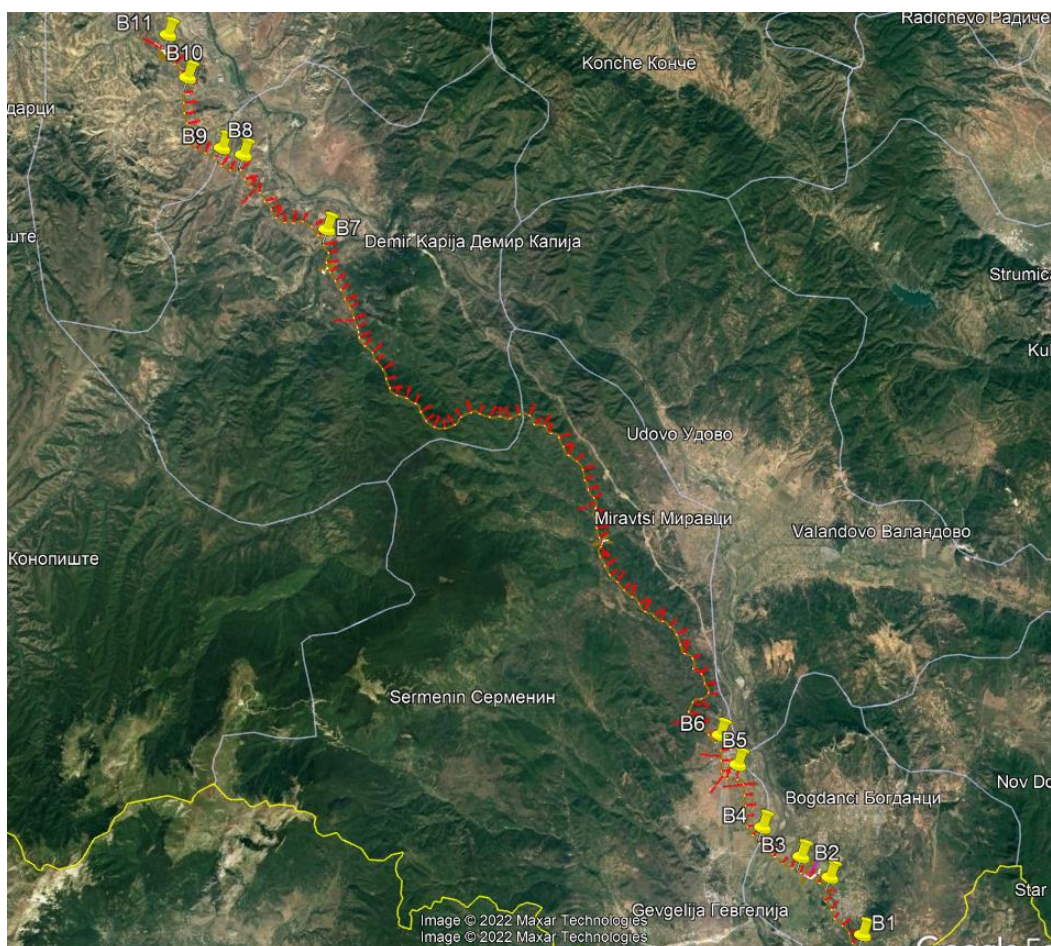 B11
Radichevo Радиче
B10
Konche Конче
дарци
B9
B8
ште
B7
Demir Kapija Демир Капија
Strumica
Kul
Udovo Удово
Miravtsi Миравци
Valandovo Валандово
Конопиште
Sermenin Серменин
B6
B5
Nov Do
Bogdanci Богданци
B4
B3
B2
Star
Gevgelija Гевгелија
B1
Image © 2022 Maxar Technologies
Image © 2022 Maxar Technologies